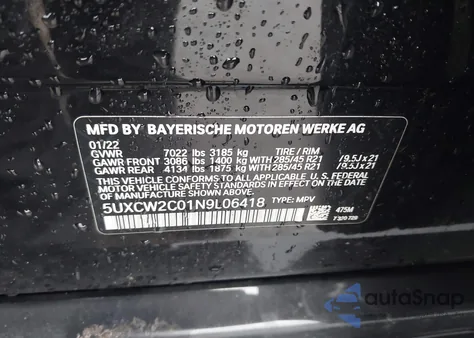 MFD BY BAYERISCHE MOTOREN WERKE AG
01/22
GVWR 7022 lbs 3185 kg TIRE / RIM
GAWR FRONT 3086 lbs 1400 kg WITH 285/45 R21 / 9.5J x 21
GAWR REAR 4134 lbs 1875 kg WITH 285/45 R21 / 9.5J x 21
THIS VEHICLE CONFORMS TO ALL APPLICABLE U.S. FEDERAL
MOTOR VEHICLE SAFETY STANDARDS IN EFFECT ON THE DATE
OF MANUFACTURE SHOWN ABOVE.
5UXCW2C01N9L06418 TYPE: MPV 475M
autoSnap